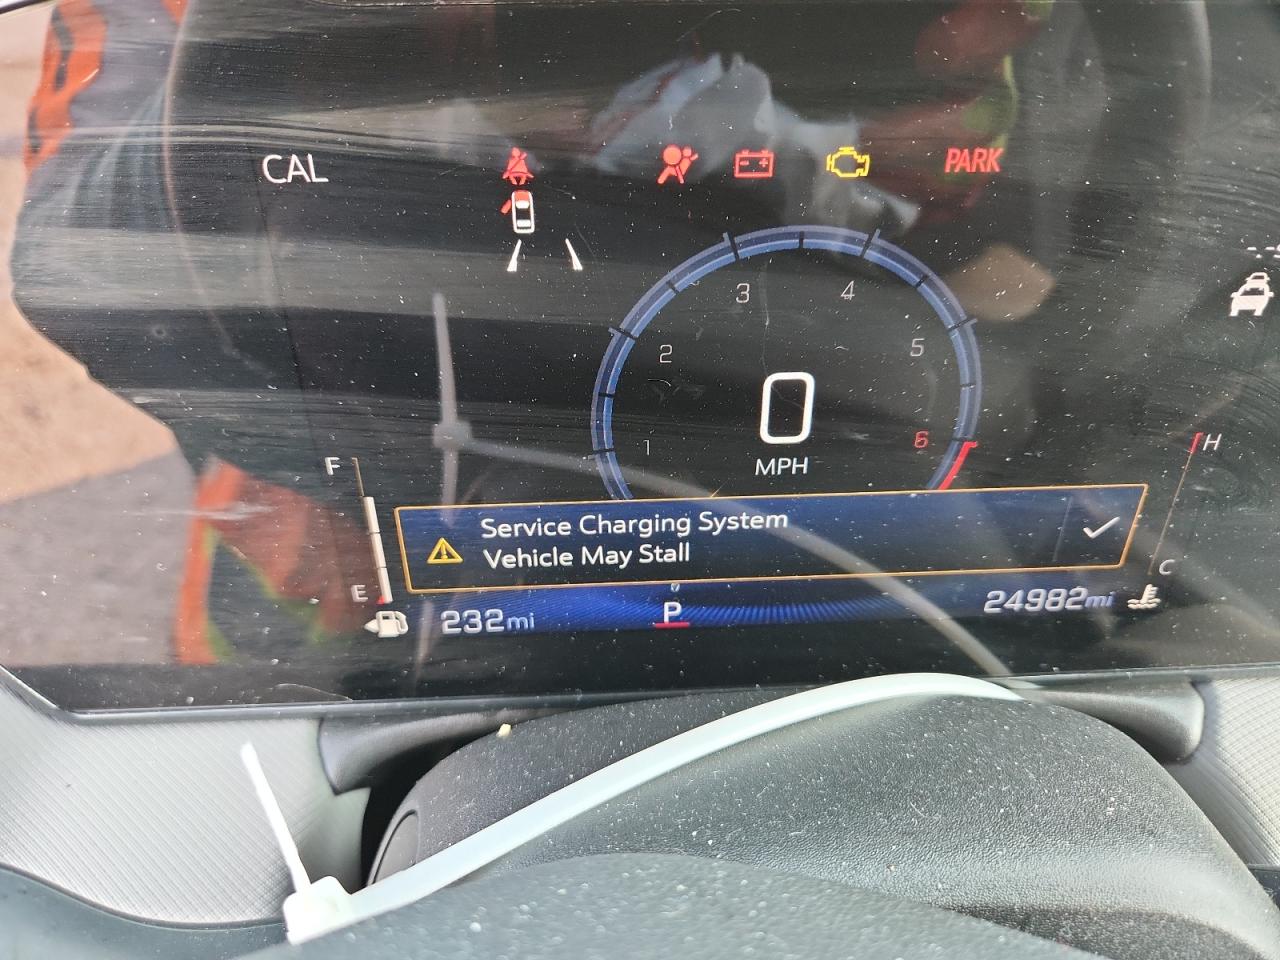 CAL
PARK
3 4
2 5
1 6
0
MPH
F
H
Service Charging System
Vehicle May Stall
E
C
232mi
P
24982mi